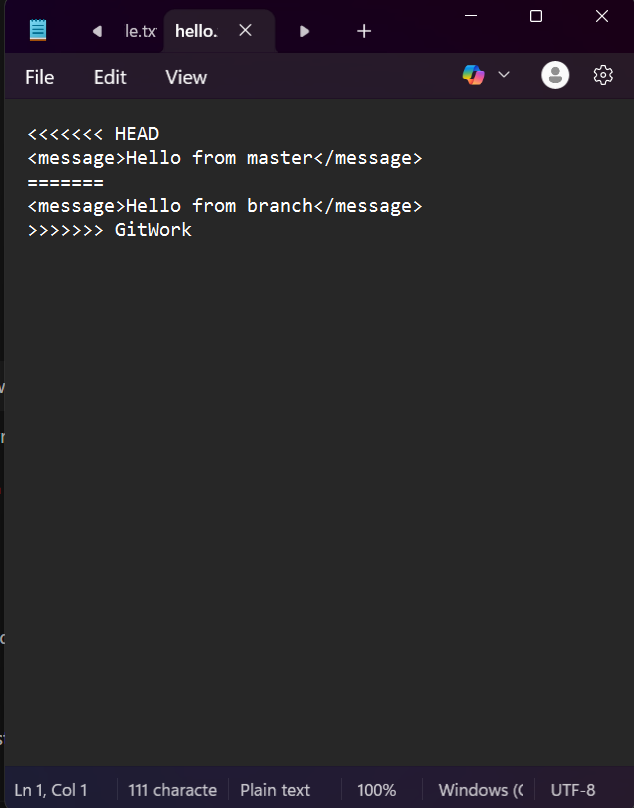 le.tx
hello.
File Edit View
<<<<<<< HEAD
<message>Hello from master</message>
=======
<message>Hello from branch</message>
>>>>>>> GitWork
Ln 1, Col 1 111 characte Plain text 100% Windows (C UTF-8